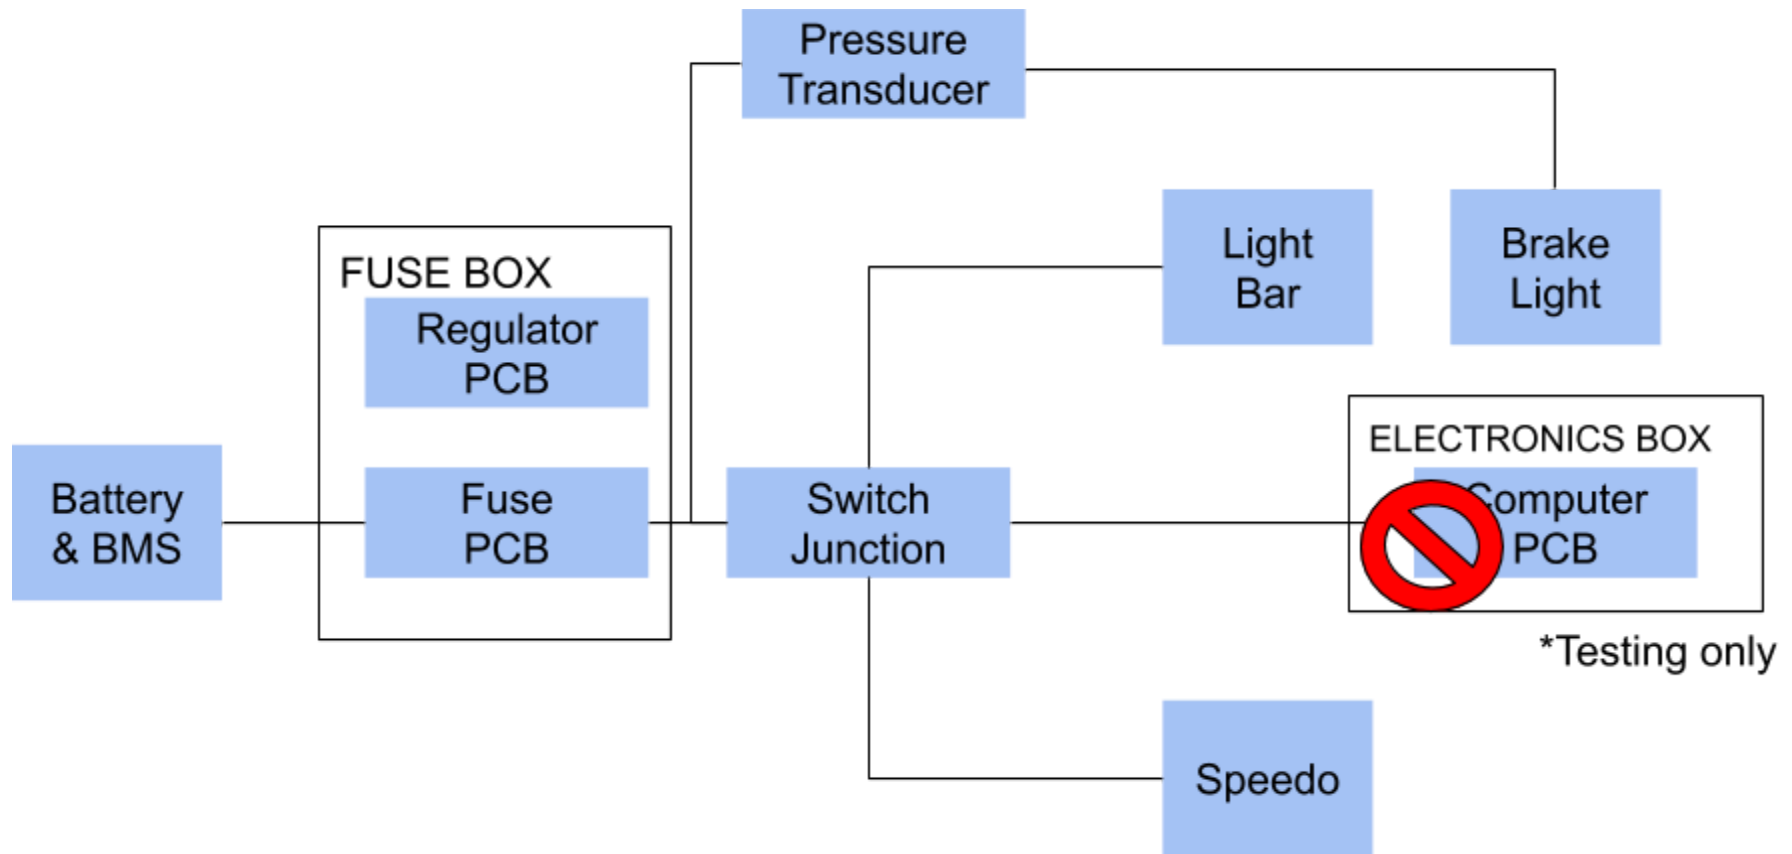 Pressure
Transducer
Light
Bar
Brake
Light
FUSE BOX
Regulator
PCB
ELECTRONICS BOX
Battery
& BMS
Fuse
PCB
Switch
Junction
Computer
PCB
*Testing only
Speedo